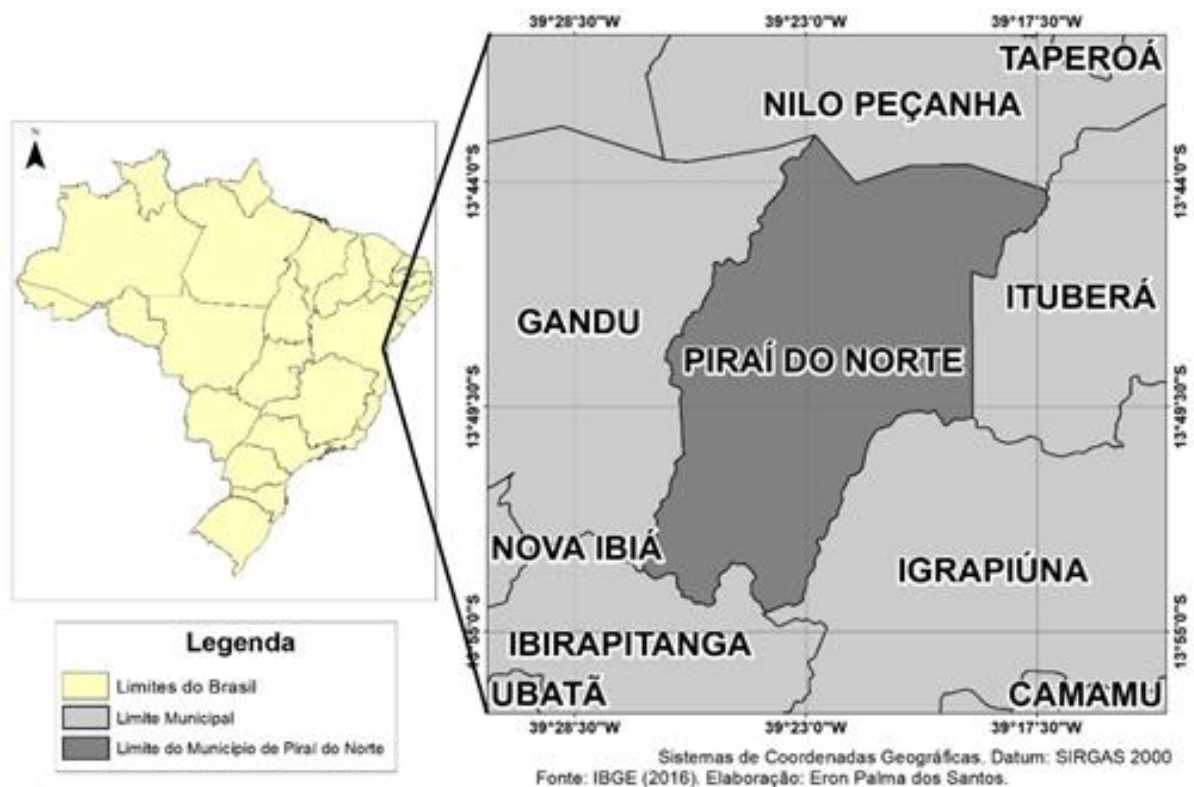 39°28'30"W 39°23'0"W 39°17'30"W
TAPEROÁ
NILO PEÇANHA
N
13°44'0"S 13°44'0"S
GANDU
ITUBERÁ
PIRAÍ DO NORTE
13°49'30"S 13°49'30"S
NOVA IBIÁ
IGRAPIÚNA
13°55'0"S 13°55'0"S
IBIRAPITANGA
UBATÃ
CAMAMU
39°28'30"W 39°23'0"W 39°17'30"W
Legenda
Limites do Brasil
Limite Municipal
Limite do Município de Piraí do Norte
Sistemas de Coordenadas Geográficas. Datum: SIRGAS 2000
Fonte: IBGE (2016). Elaboração: Eron Palma dos Santos.